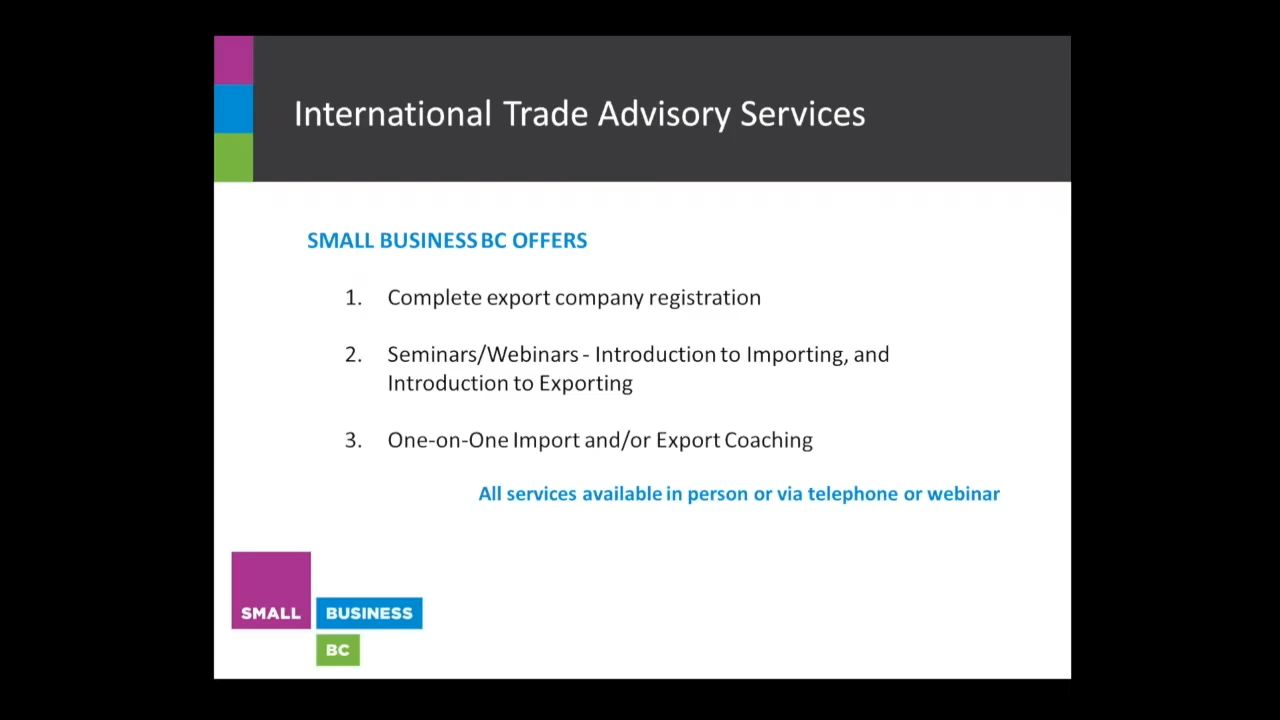 International Trade Advisory Services
SMALL BUSINESS BC OFFERS
1. Complete export company registration
2. Seminars/Webinars - Introduction to Importing, and
Introduction to Exporting
3. One-on-One Import and/or Export Coaching
All services available in person or via telephone or webinar
SMALL BUSINESS
BC